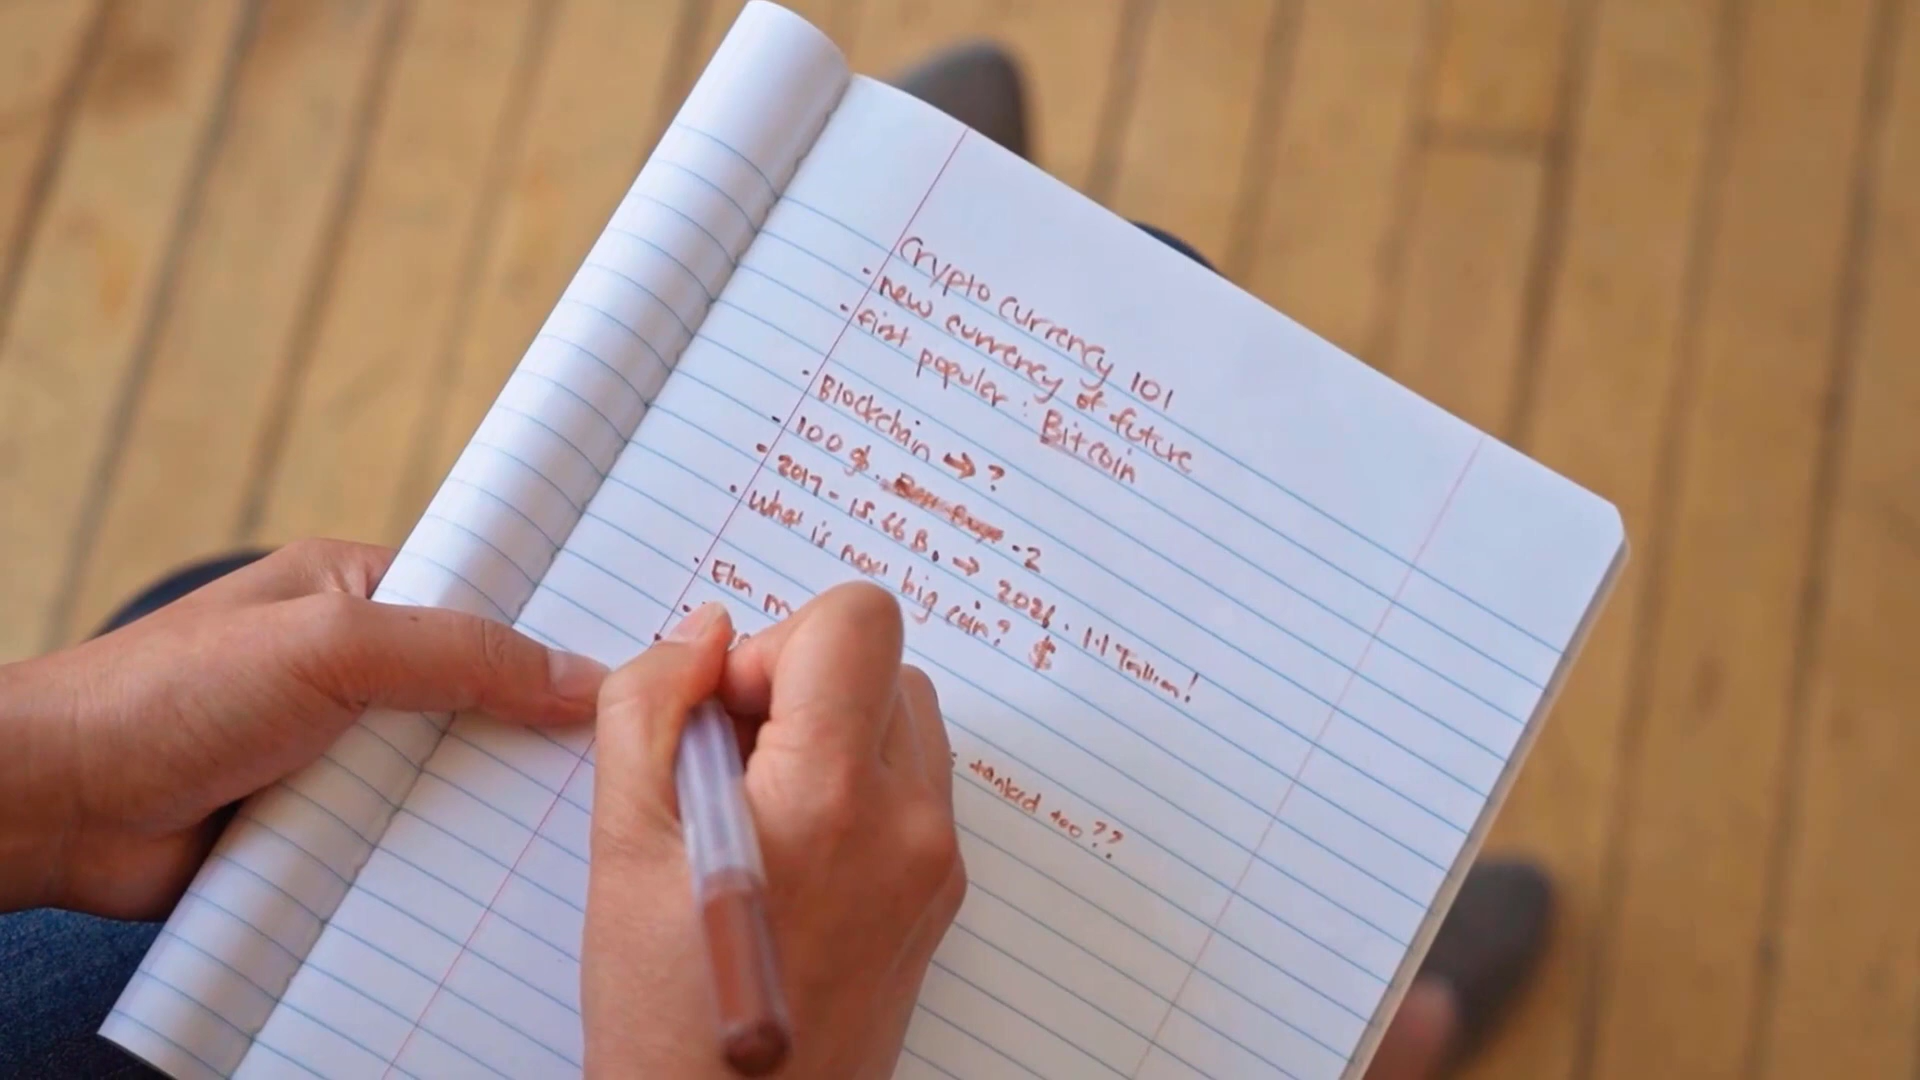 Crypto currency 101
· new currency of future
· first popular : Bitcoin
· Blockchain → ?
- 100 $. - 2
· 2017 - 15.66 B. → 2021. 1.1 Trillion!
· What is next big coin? $
· Elon m
tanked too??